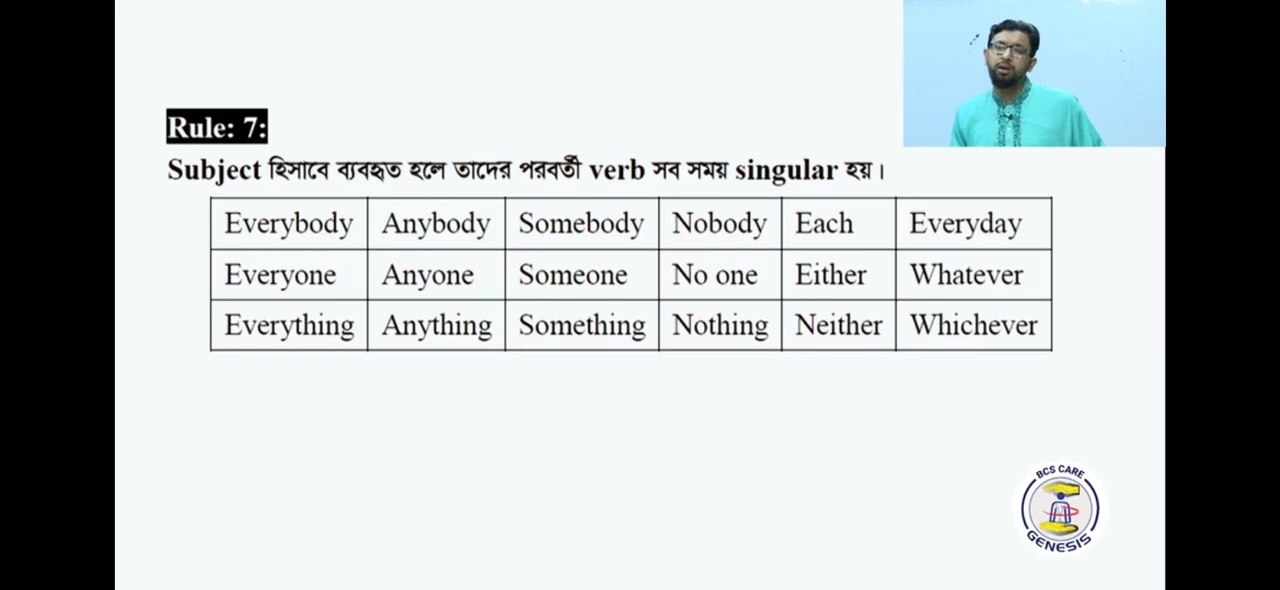 Rule: 7:
Subject হিসাবে ব্যবহৃত হলে তাদের পরবর্তী verb সব সময় singular হয়।
Everybody Anybody Somebody Nobody Each Everyday
Everyone Anyone Someone No one Either Whatever
Everything Anything Something Nothing Neither Whichever
BCS CARE
GENESIS